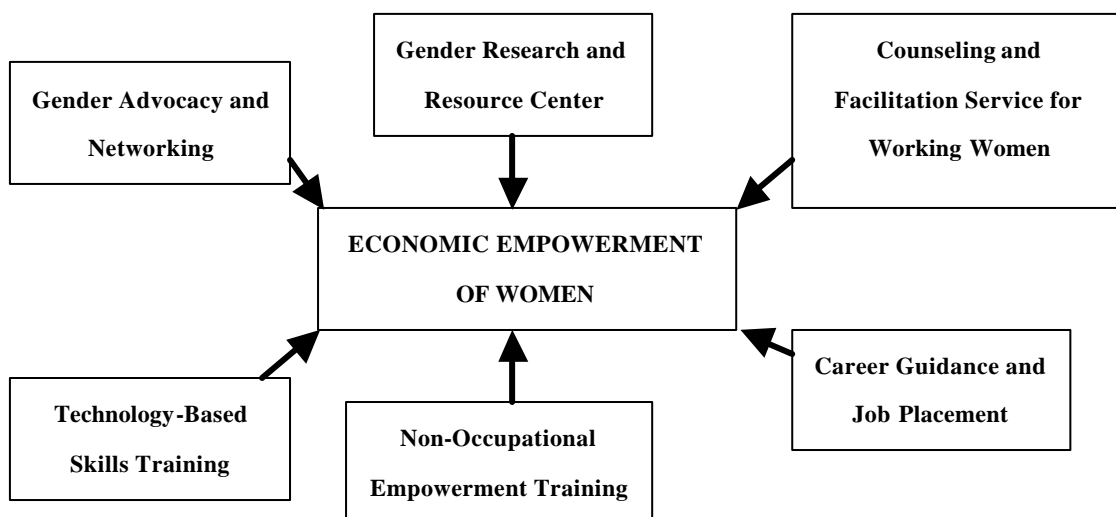 Gender Advocacy and
Networking
Gender Research and
Resource Center
Counseling and
Facilitation Service for
Working Women
ECONOMIC EMPOWERMENT
OF WOMEN
Technology-Based
Skills Training
Non-Occupational
Empowerment Training
Career Guidance and
Job Placement